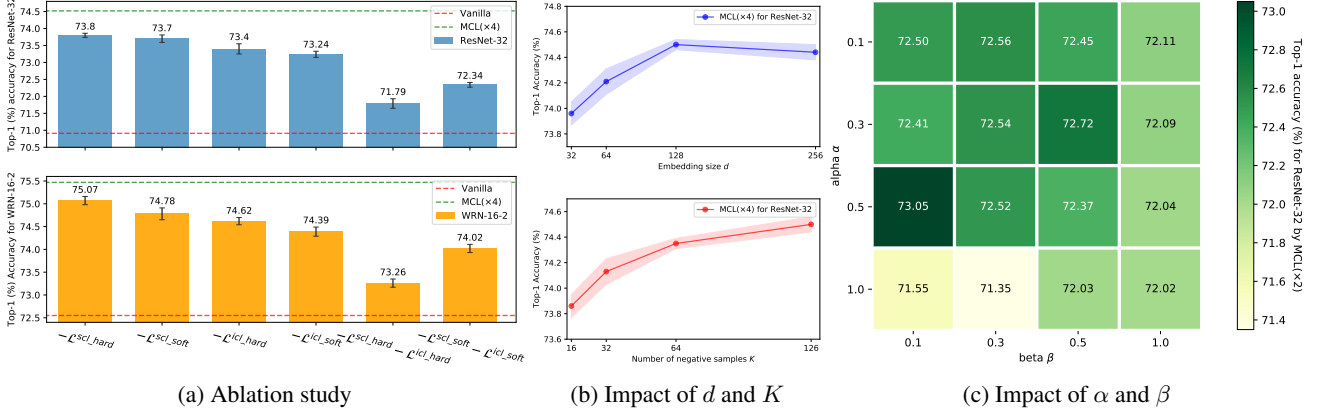 Top-1 (%) accuracy for ResNet-32
74.5
74.0
73.5
73.0
72.5
72.0
71.5
71.0
70.5
73.8
73.7
73.4
73.24
71.79
72.34
Vanilla
MCL(×4)
ResNet-32
Top-1 (%) Accuracy for WRN-16-2
75.5
75.0
74.5
74.0
73.5
73.0
72.5
75.07
74.78
74.62
74.39
73.26
74.02
Vanilla
MCL(×4)
WRN-16-2
−ℒ^{scl_hard}
−ℒ^{scl_soft}
−ℒ^{icl_hard}
−ℒ^{icl_soft}
−ℒ^{scl_hard} − ℒ^{icl_hard}
−ℒ^{scl_soft} − ℒ^{icl_soft}
(a) Ablation study
Top-1 Accuracy (%)
74.6
74.4
74.2
74.0
73.8
MCL(×4) for ResNet-32
32 64 128 256
Embedding size d
Top-1 Accuracy (%)
74.6
74.4
74.2
74.0
73.8
73.6
MCL(×4) for ResNet-32
16 32 64 126
Number of negative samples K
(b) Impact of d and K
alpha α
0.1 72.50 72.56 72.45 72.11
0.3 72.41 72.54 72.72 72.09
0.5 73.05 72.52 72.37 72.04
1.0 71.55 71.35 72.03 72.02
0.1 0.3 0.5 1.0
beta β
73.0
72.8
72.6
72.4
72.2
72.0
71.8
71.6
71.4
Top-1 accuracy (%) for ResNet-32 by MCL(×2)
(c) Impact of α and β